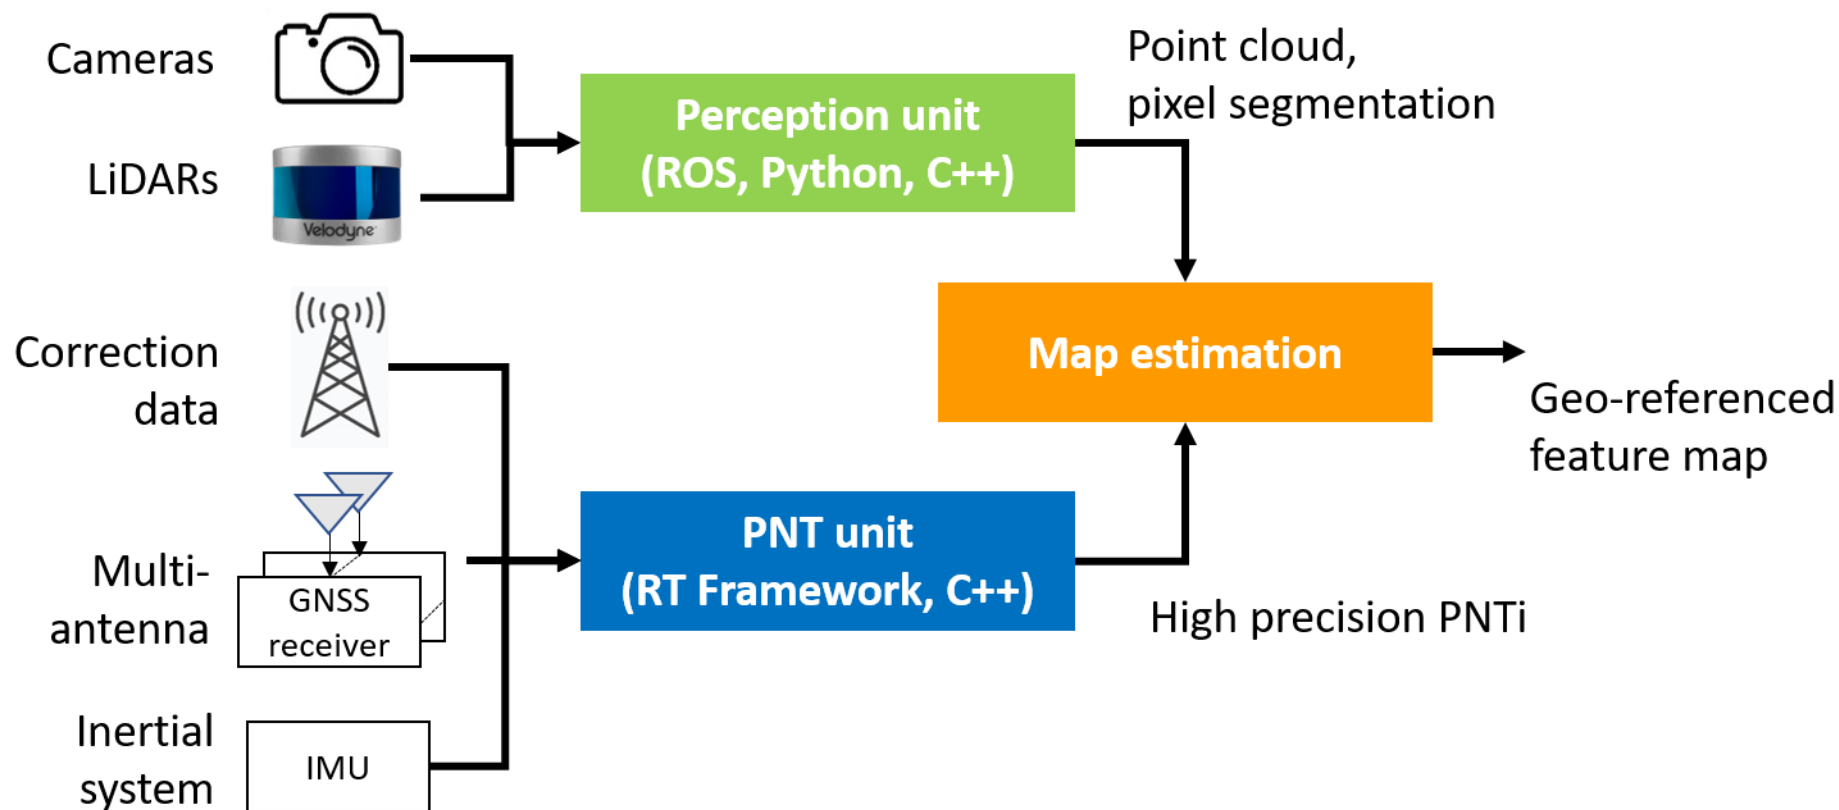 Cameras
LiDARs
Velodyne
Correction
data
Multi-
antenna
GNSS
receiver
Inertial
system
IMU
Perception unit
(ROS, Python, C++)
Point cloud,
pixel segmentation
PNT unit
(RT Framework, C++)
High precision PNTi
Map estimation
Geo-referenced
feature map